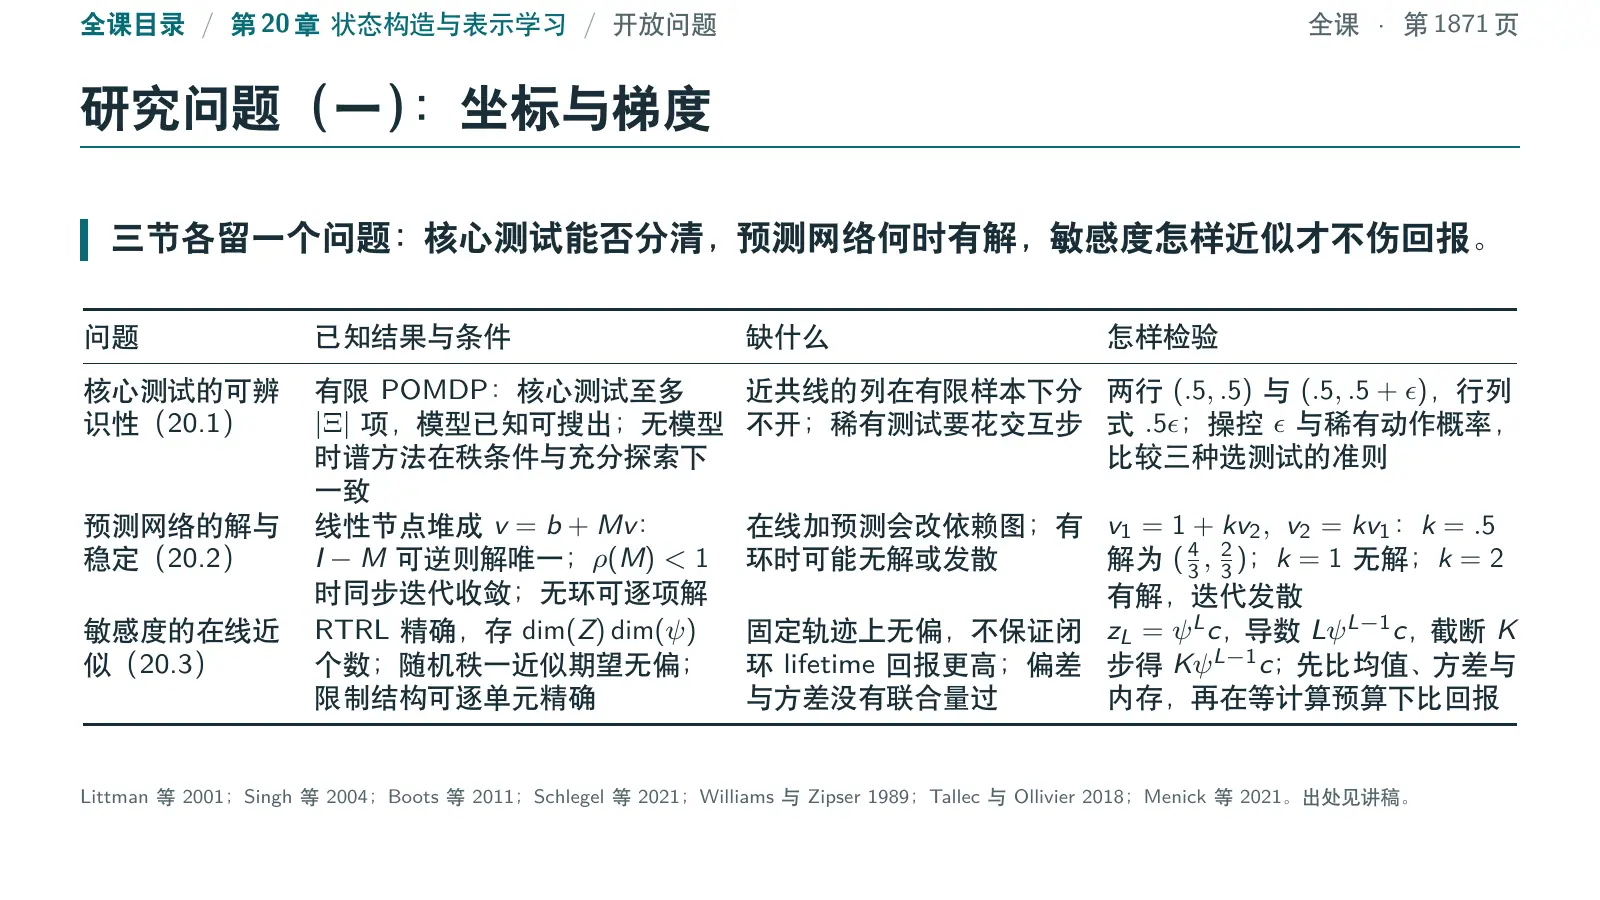 全课目录 / 第 20 章 状态构造与表示学习 / 开放问题
全课 · 第 1871 页
研究问题（一）：坐标与梯度
三节各留一个问题：核心测试能否分清，预测网络何时有解，敏感度怎样近似才不伤回报。
问题 已知结果与条件 缺什么 怎样检验
核心测试的可辨
识性（20.1）
有限 POMDP：核心测试至多
|Ξ| 项，模型已知可搜出；无模型
时谱方法在秩条件与充分探索下
一致
近共线的列在有限样本下分
不开；稀有测试要花交互步
两行 (.5, .5) 与 (.5, .5 + ϵ)，行列
式 .5ϵ；操控 ϵ 与稀有动作概率，
比较三种选测试的准则
预测网络的解与
稳定（20.2）
线性节点堆成 v = b + Mv：
I − M 可逆则解唯一；ρ(M) < 1
时同步迭代收敛；无环可逐项解
在线加预测会改依赖图；有
环时可能无解或发散
v₁ = 1 + kv₂, v₂ = kv₁：k = .5
解为 (4/3, 2/3)；k = 1 无解；k = 2
有解，迭代发散
敏感度的在线近
似（20.3）
RTRL 精确，存 dim(Z) dim(ψ)
个数；随机秩一近似期望无偏；
限制结构可逐单元精确
固定轨迹上无偏，不保证闭
环 lifetime 回报更高；偏差
与方差没有联合量过
z_L = ψ^L c，导数 Lψ^{L−1}c，截断 K
步得 Kψ^{L−1}c；先比均值、方差与
内存，再在等计算预算下比回报
Littman 等 2001；Singh 等 2004；Boots 等 2011；Schlegel 等 2021；Williams 与 Zipser 1989；Tallec 与 Ollivier 2018；Menick 等 2021。出处见讲稿。